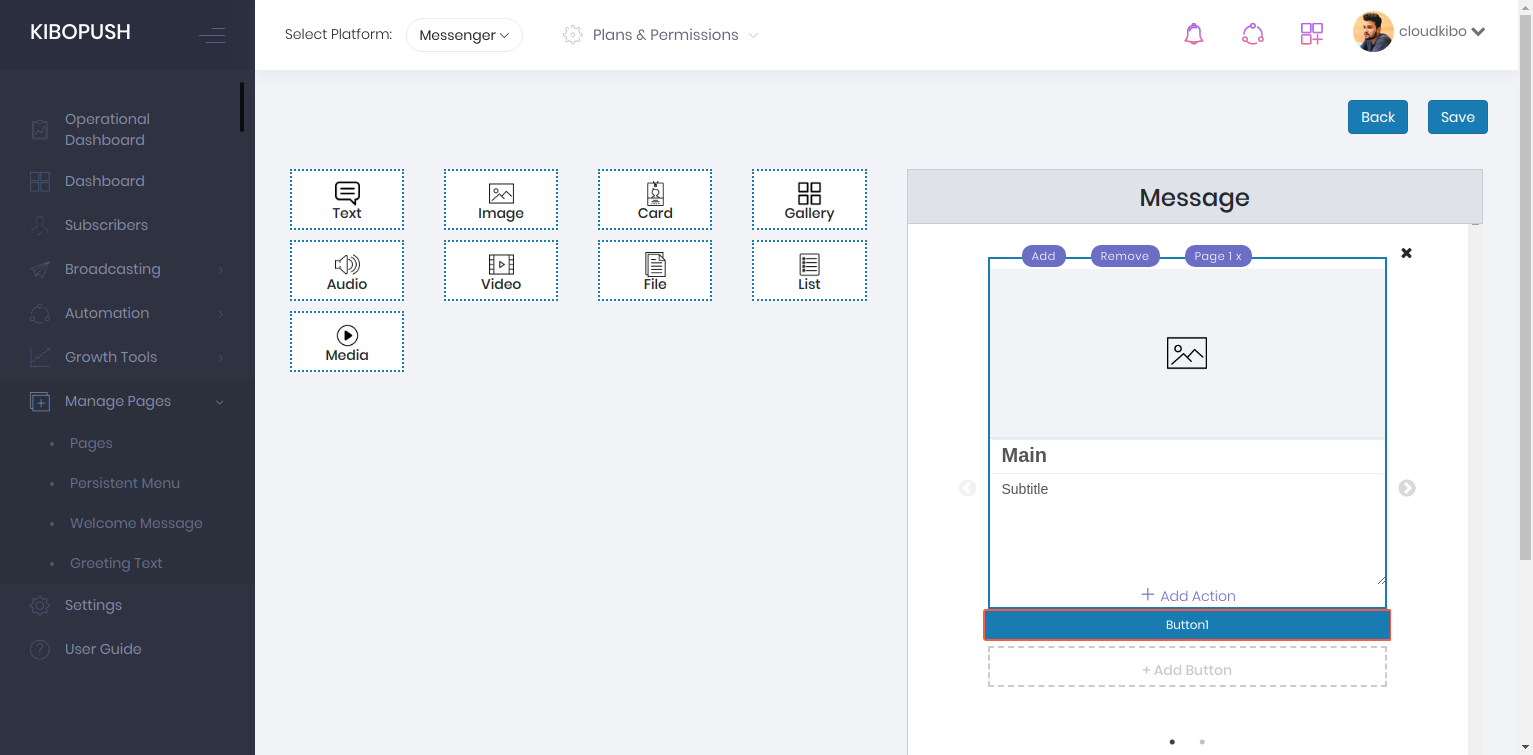 KIBOPUSH
Select Platform:
Messenger
Plans & Permissions
cloudkibo
Operational
Dashboard
Dashboard
Subscribers
Broadcasting
Automation
Growth Tools
Manage Pages
Pages
Persistent Menu
Welcome Message
Greeting Text
Settings
User Guide
Back
Save
Text
Image
Card
Gallery
Audio
Video
File
List
Media
Message
Add
Remove
Page 1 x
Main
Subtitle
+ Add Action
Button1
+ Add Button